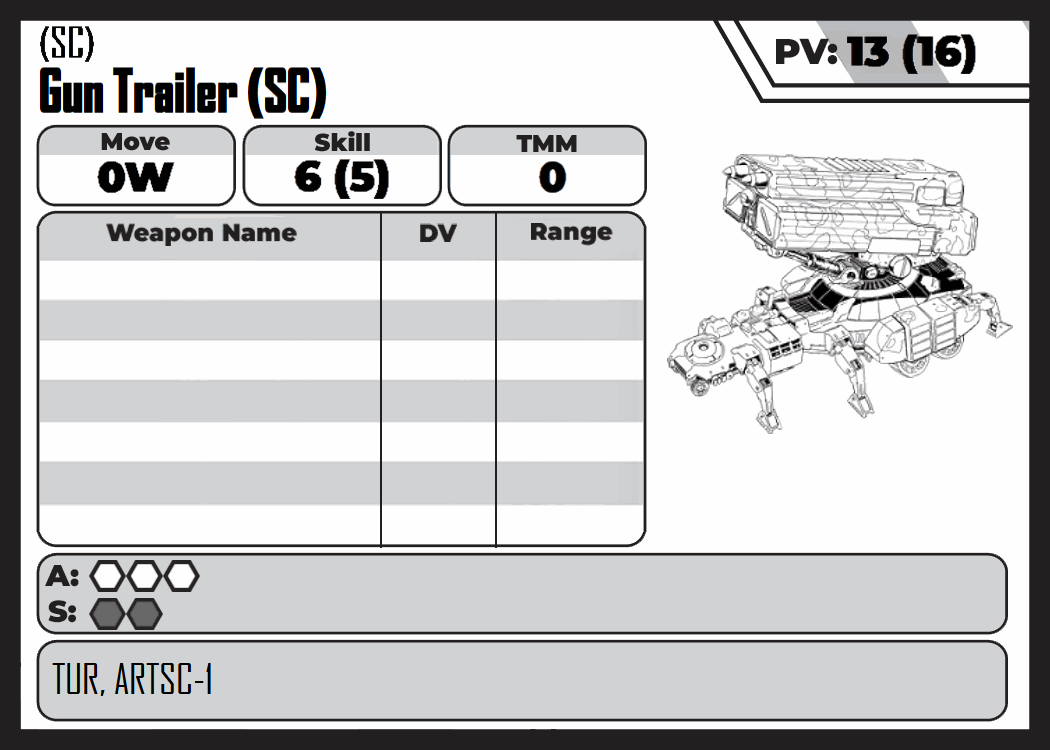 (SC)
Gun Trailer (SC)
PV: 13 (16)
Move
0W
Skill
6 (5)
TMM
0
Weapon Name
DV
Range
A:
S:
TUR, ARTSC-1